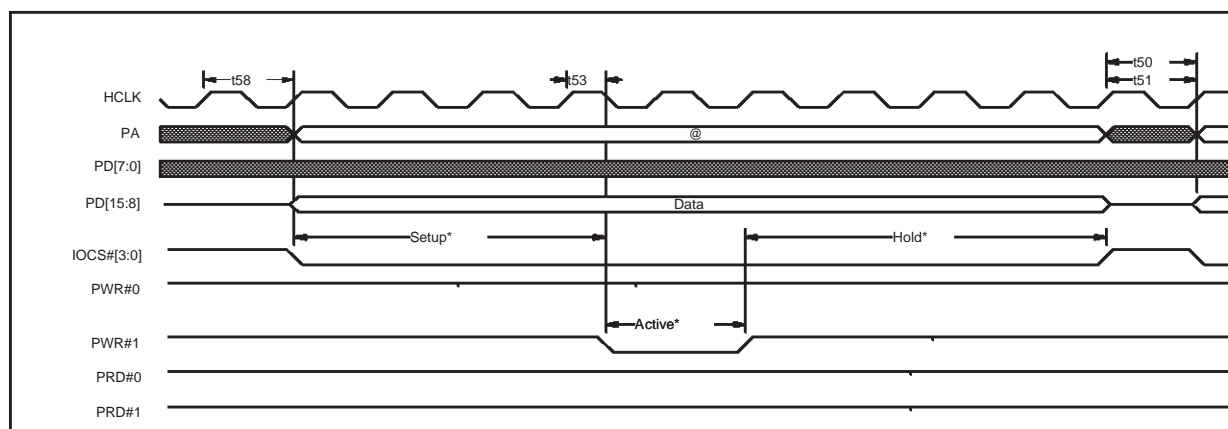 t58
t53
t50
t51
HCLK
PA
@
PD[7:0]
PD[15:8]
Data
Setup*
Hold*
IOCS#[3:0]
PWR#0
Active*
PWR#1
PRD#0
PRD#1